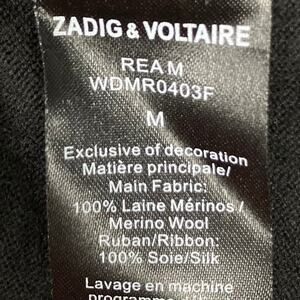 ZADIG & VOLTAIRE
REA M
WDMR0403F
M
Exclusive of decoration
Matière principale/
Main Fabric:
100% Laine Mérinos /
Merino Wool
Ruban/Ribbon:
100% Soie/Silk
Lavage en machine